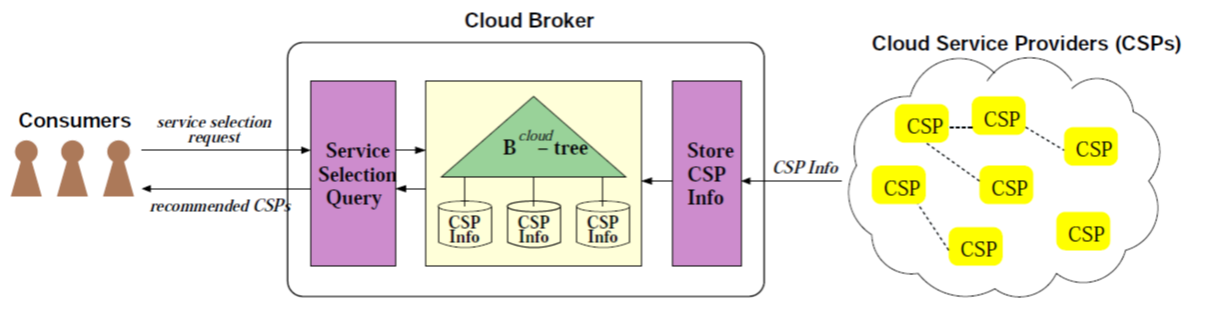 Cloud Broker
Cloud Service Providers (CSPs)
Consumers
service selection
request
recommended CSPs
Service
Selection
Query
B^cloud – tree
CSP
Info
CSP
Info
CSP
Info
Store
CSP
Info
CSP Info
CSP
CSP
CSP
CSP
CSP
CSP
CSP